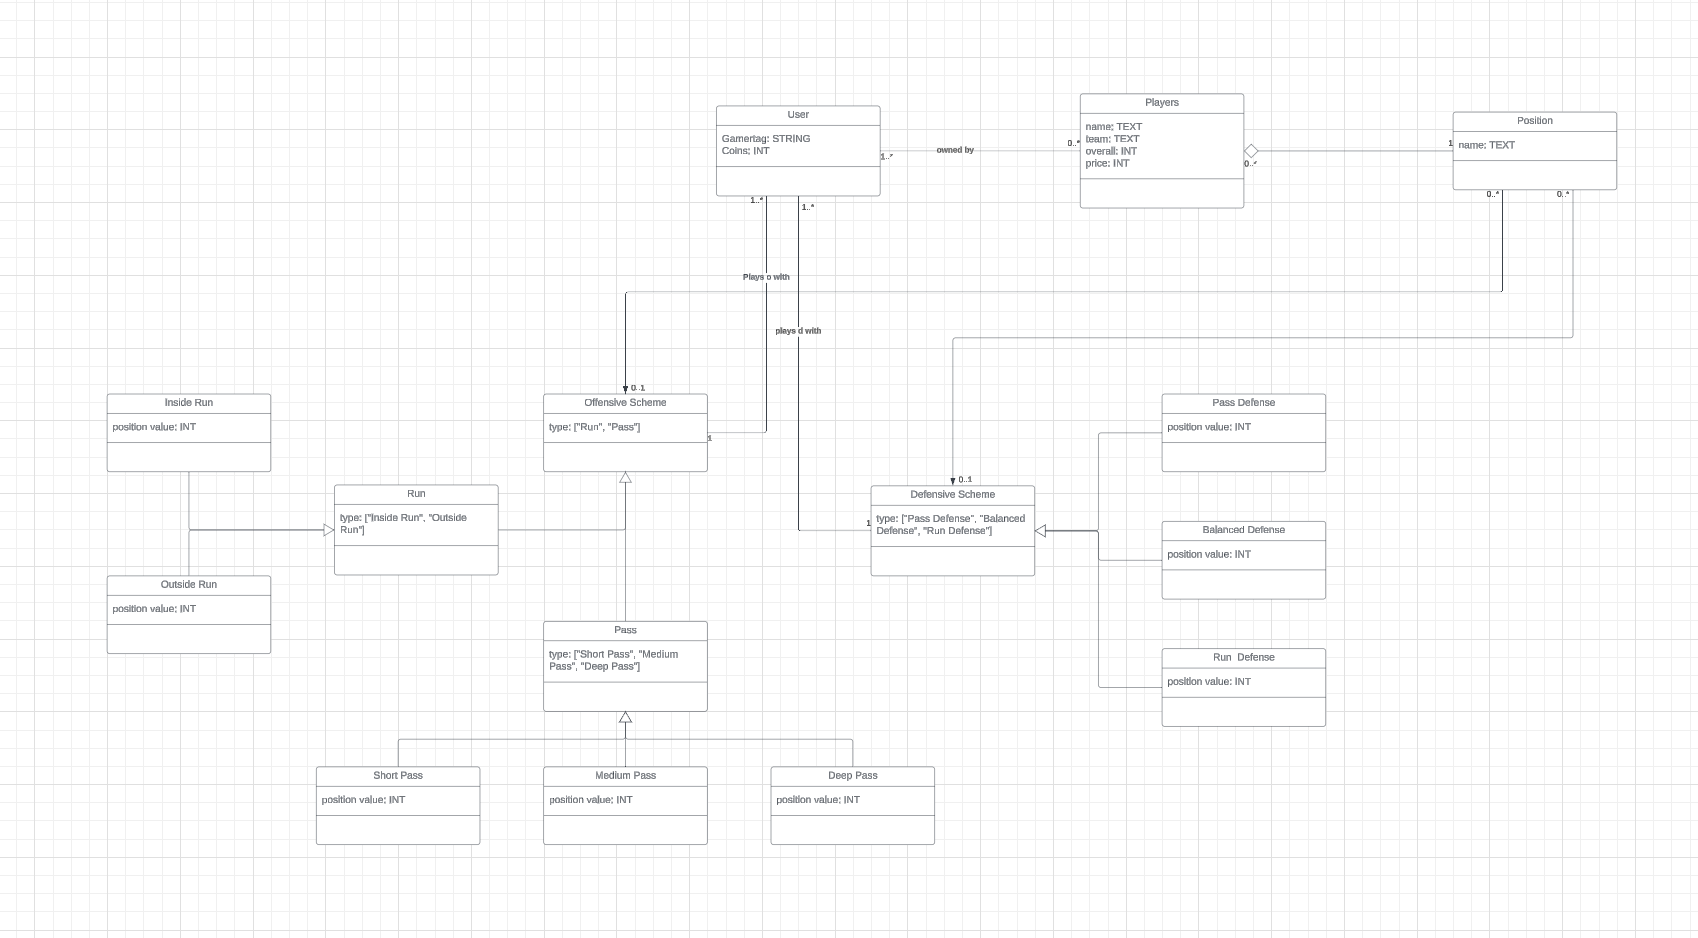 User
Gamertag: STRING
Coins: INT
1..*
owned by
0..*
Players
name: TEXT
team: TEXT
overall: INT
price: INT
0..*
1
Position
name: TEXT
1..*
1..*
0..*
0..*
Plays o with
plays d with
0..1
Inside Run
position value: INT
Offensive Scheme
type: ["Run", "Pass"]
1
Pass Defense
position value: INT
0..1
Run
type: ["Inside Run", "Outside
Run"]
Defensive Scheme
type: ["Pass Defense", "Balanced
Defense", "Run Defense"]
1
Balanced Defense
position value: INT
Outside Run
position value: INT
Pass
type: ["Short Pass", "Medium
Pass", "Deep Pass"]
Run Defense
position value: INT
Short Pass
position value: INT
Medium Pass
position value: INT
Deep Pass
position value: INT